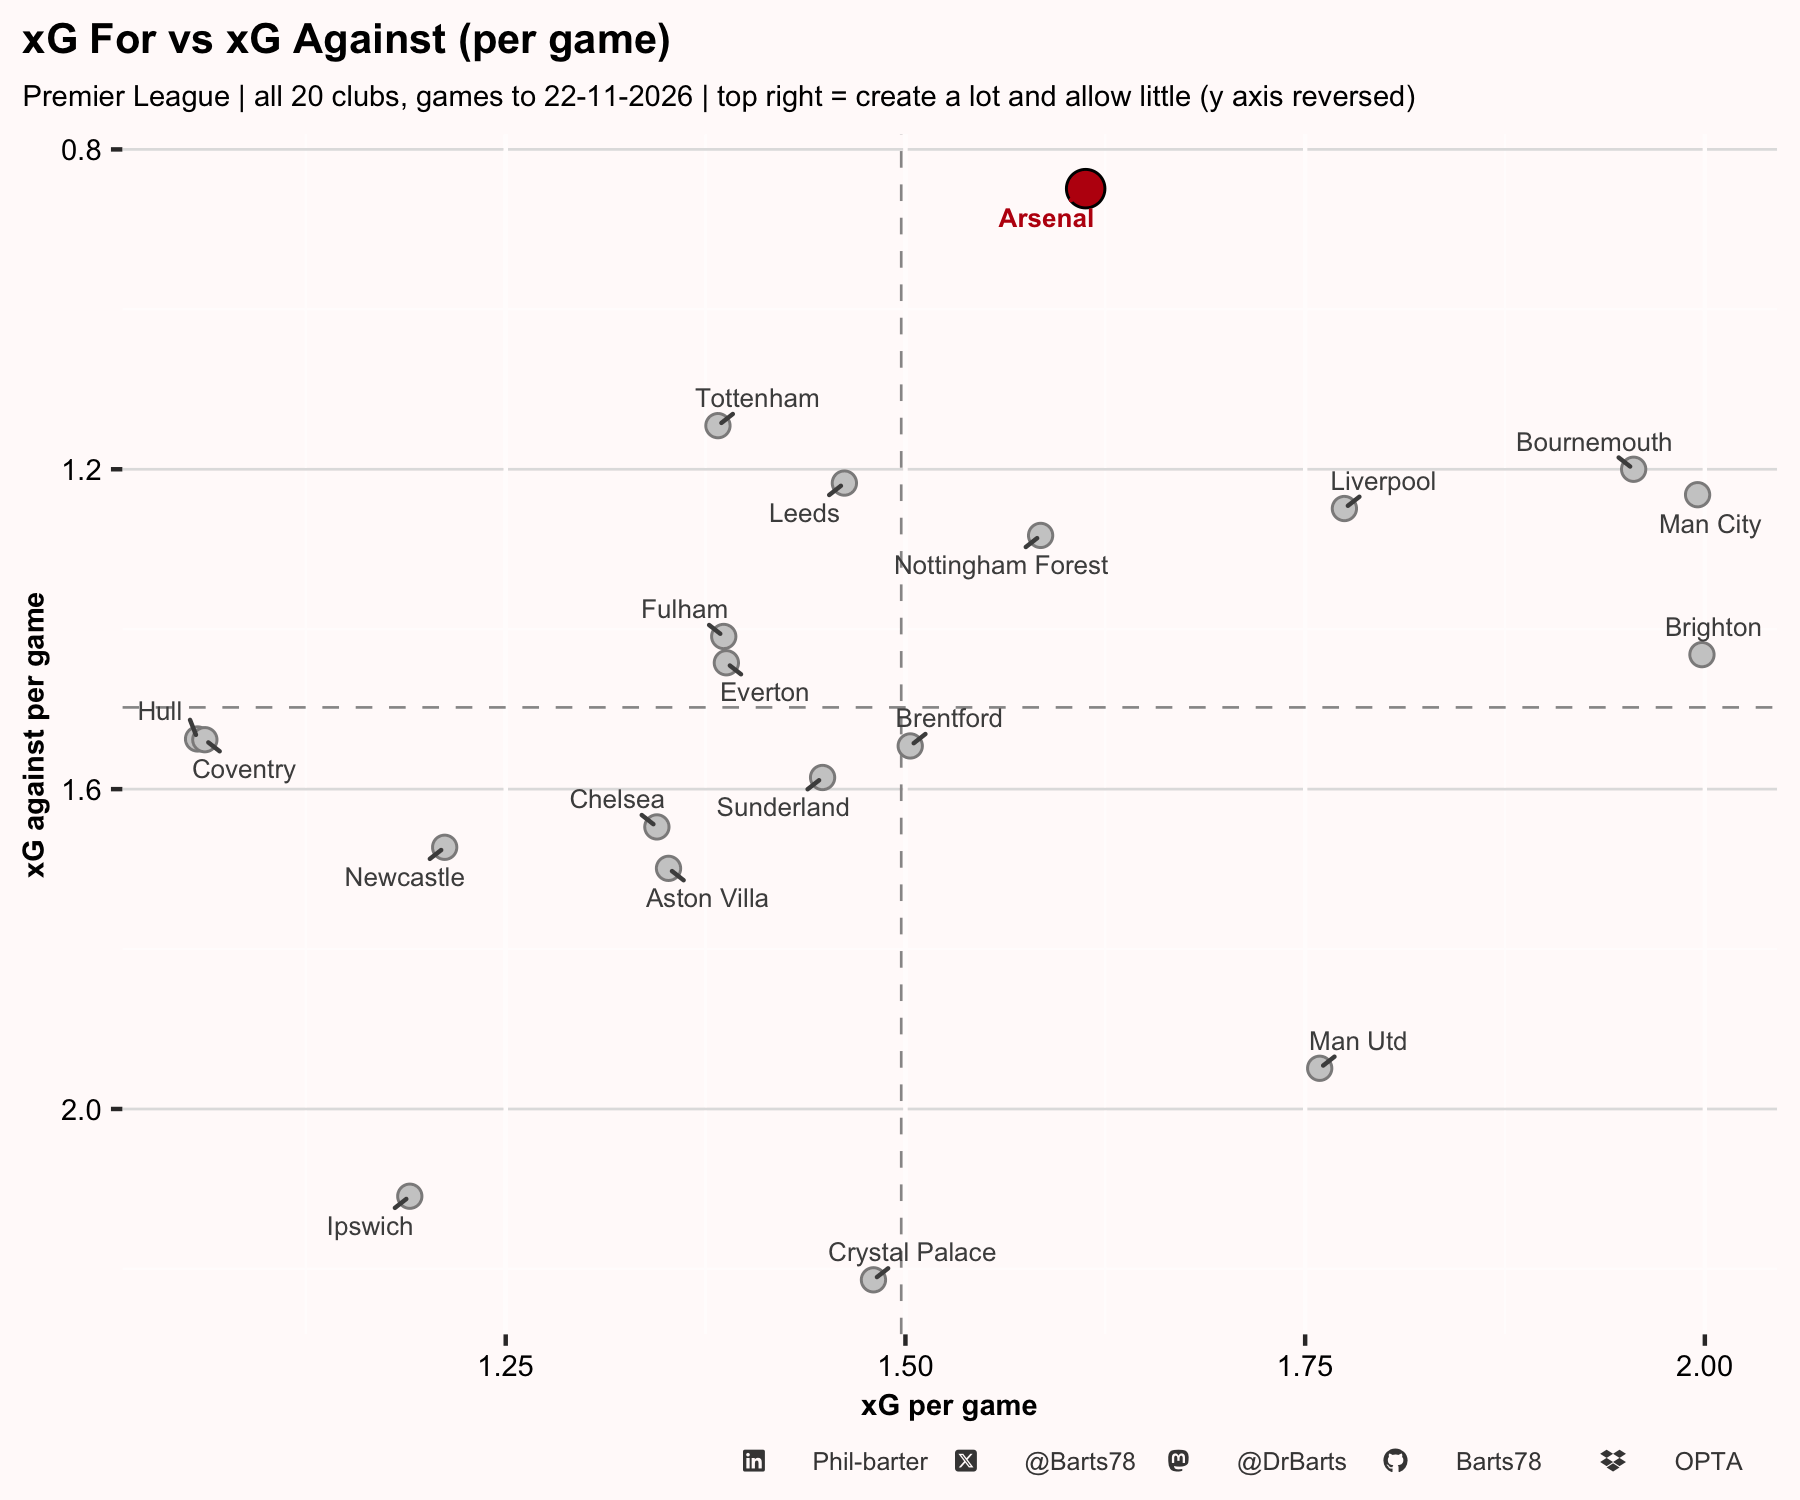 xG For vs xG Against (per game)
Premier League | all 20 clubs, games to 22-11-2026 | top right = create a lot and allow little (y axis reversed)
0.8
Arsenal
Tottenham
Bournemouth
1.2
Liverpool
Leeds
Man City
Nottingham Forest
Fulham
Brighton
Everton
Hull
Brentford
Coventry
1.6
Chelsea
Sunderland
Newcastle
Aston Villa
xG against per game
Man Utd
2.0
Ipswich
Crystal Palace
1.25 1.50 1.75 2.00
xG per game
Phil-barter @Barts78 @DrBarts Barts78 OPTA